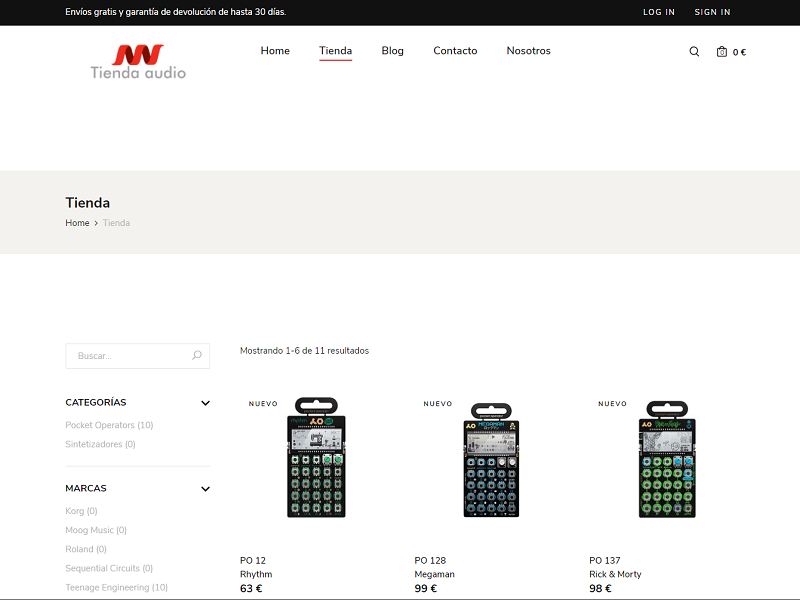 Envíos gratis y garantía de devolución de hasta 30 días.
LOG IN SIGN IN
Tienda audio
Home Tienda Blog Contacto Nosotros
0 0 €
Tienda
Home > Tienda
Buscar...
Mostrando 1-6 de 11 resultados
CATEGORÍAS
Pocket Operators (10)
Sintetizadores (0)
MARCAS
Korg (0)
Moog Music (0)
Roland (0)
Sequential Circuits (0)
Teenage Engineering (10)
NUEVO
rhythm
PO 12
Rhythm
63 €
NUEVO
MEGAMAN
PO 128
Megaman
99 €
NUEVO
PO 137
Rick & Morty
98 €